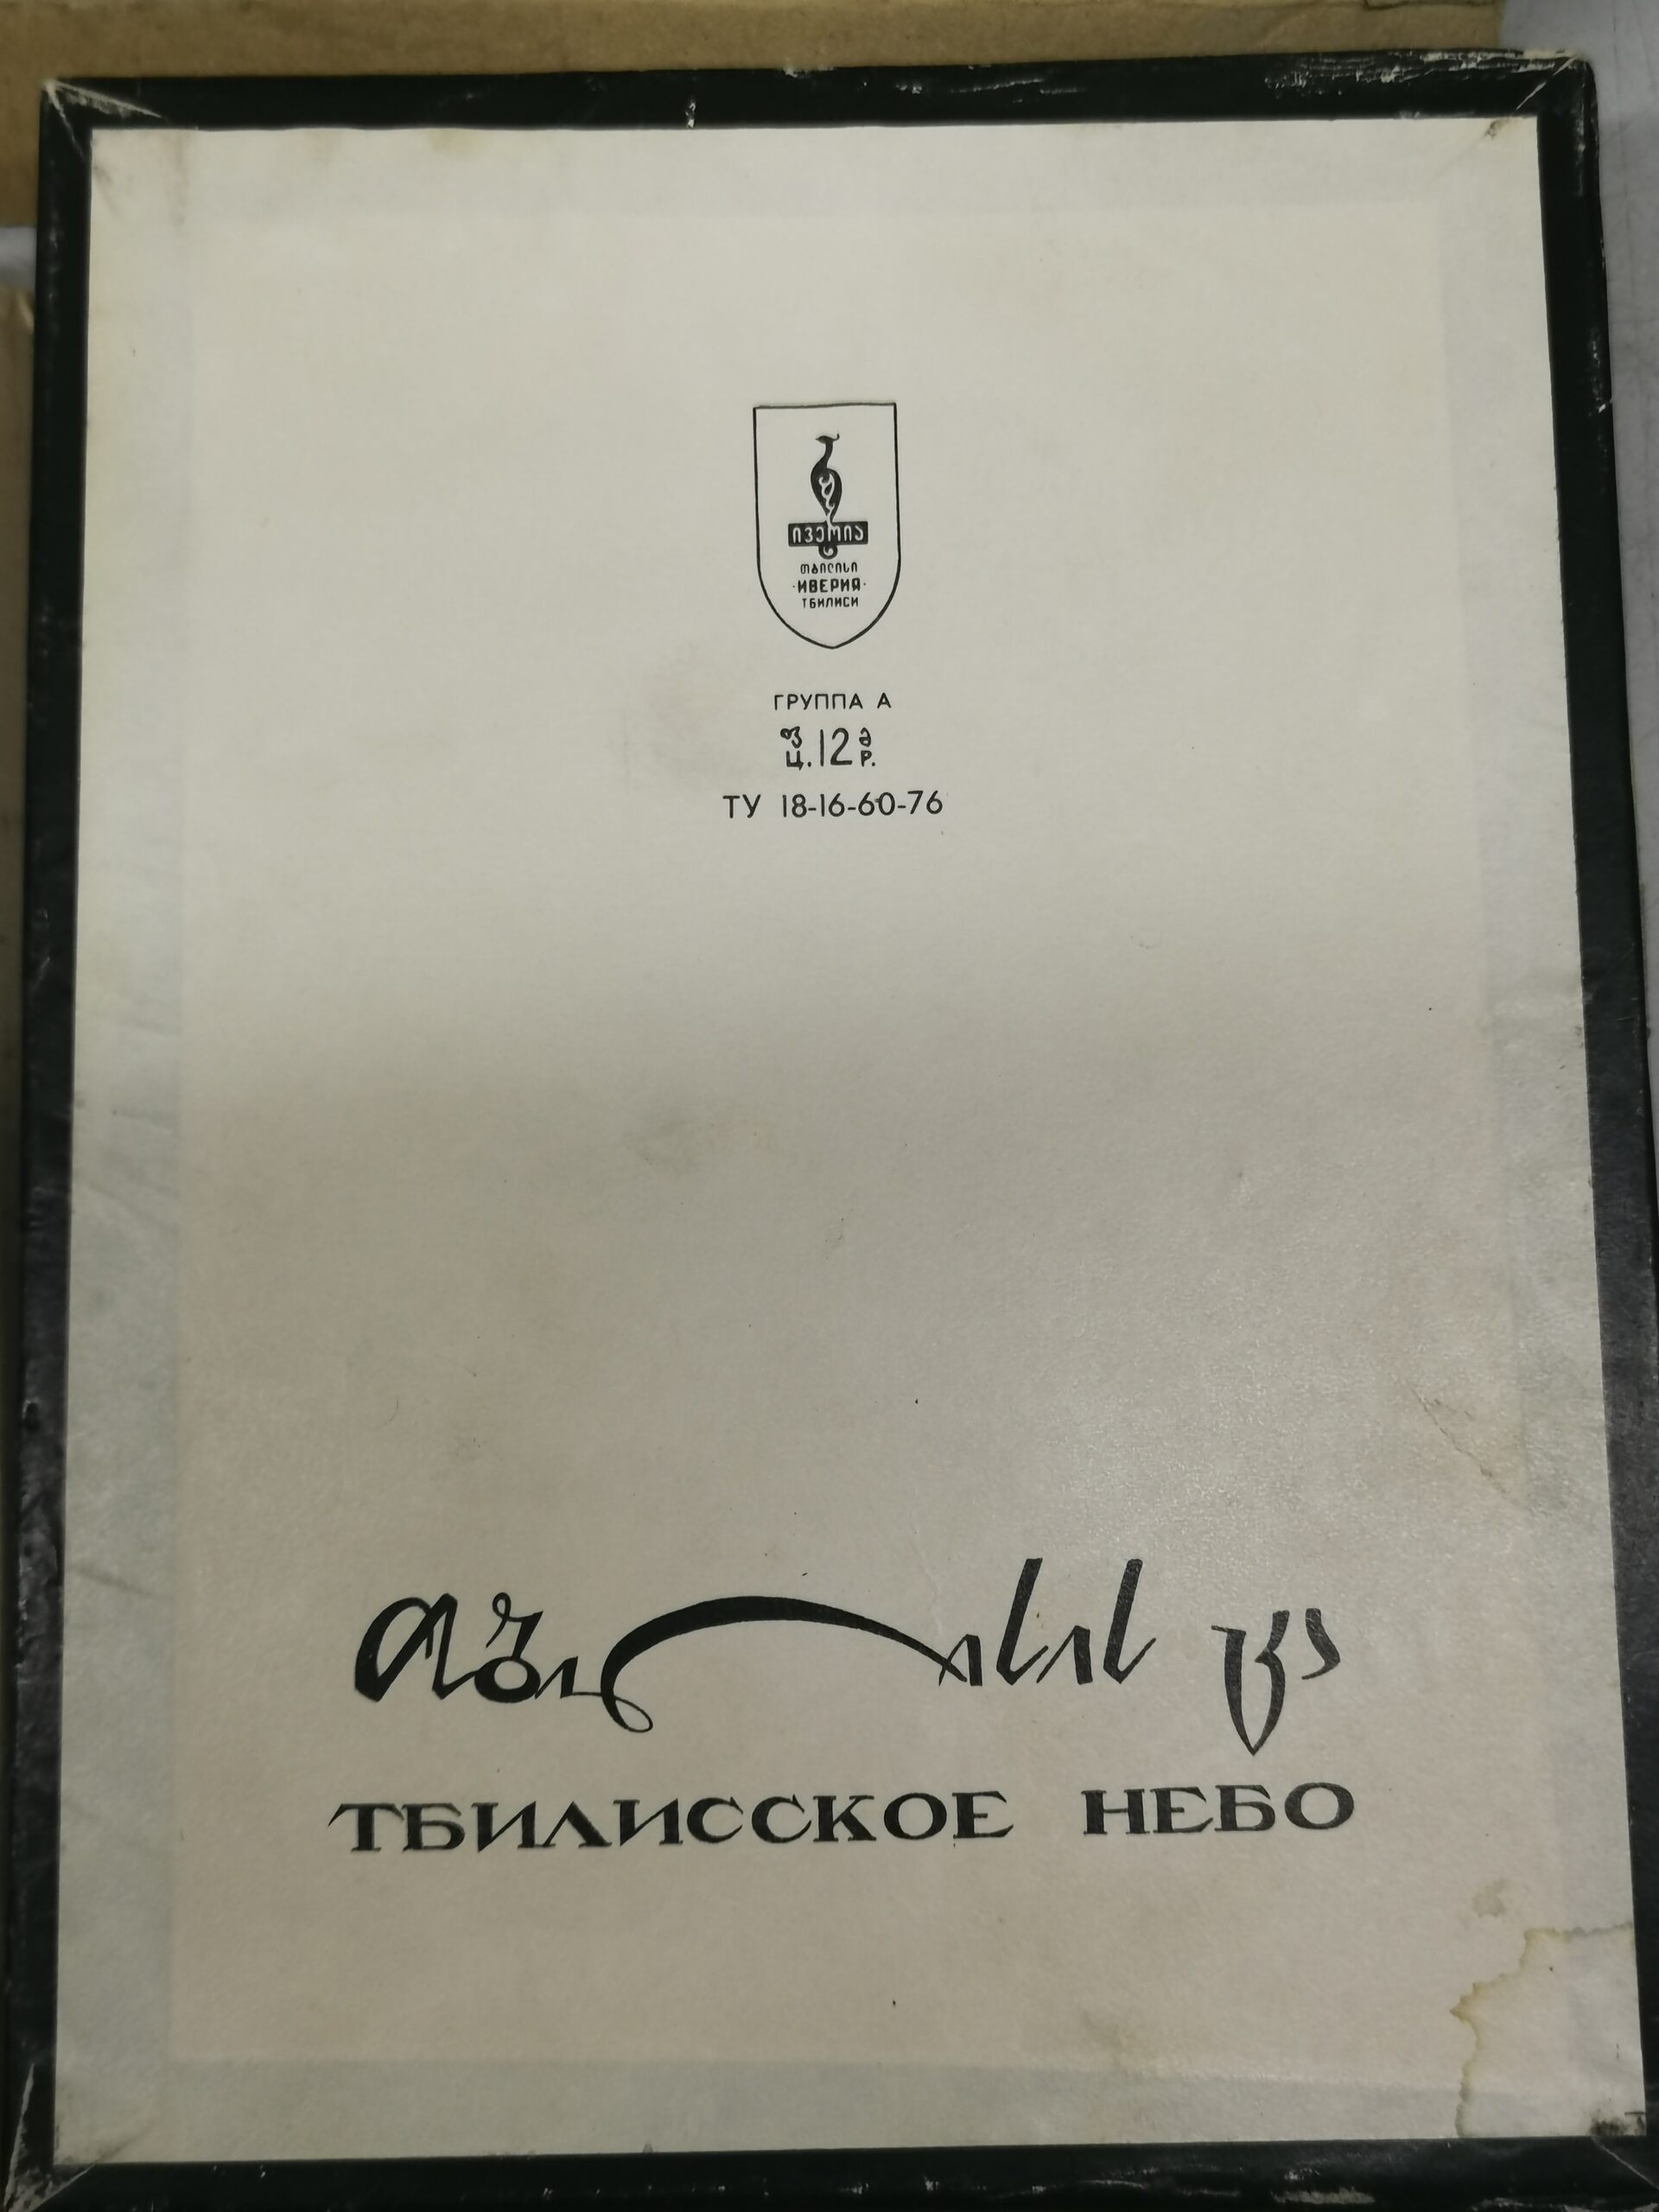 ივერია
თბილისი
·ИВЕРИЯ·
ТБИЛИСИ
ГРУППА А
ფ Ц. 12 მ Р.
ТУ 18-16-60-76
თბილისის ცა
ТБИЛИССКОЕ НЕБО